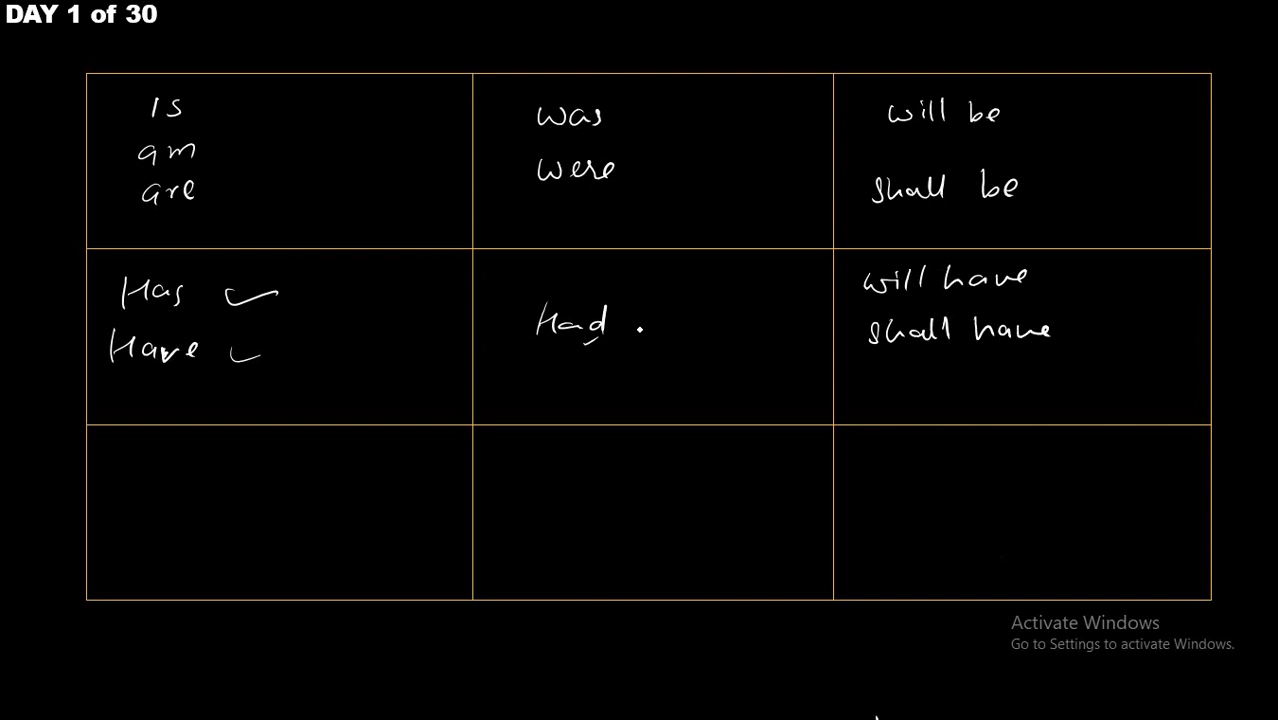 DAY 1 of 30
Is
am
are
was
were
will be
shall be
Has
Have
Had
will have
shall have
Activate Windows
Go to Settings to activate Windows.